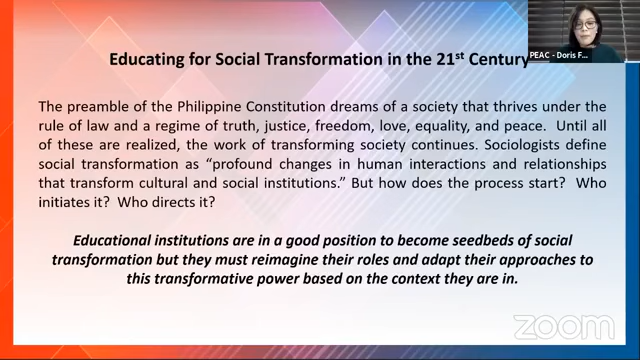 PEAC - Doris F...
Educating for Social Transformation in the 21st Century
The preamble of the Philippine Constitution dreams of a society that thrives under the
rule of law and a regime of truth, justice, freedom, love, equality, and peace. Until all
of these are realized, the work of transforming society continues. Sociologists define
social transformation as “profound changes in human interactions and relationships
that transform cultural and social institutions.” But how does the process start? Who
initiates it? Who directs it?
Educational institutions are in a good position to become seedbeds of social
transformation but they must reimagine their roles and adapt their approaches to
this transformative power based on the context they are in.
zoom